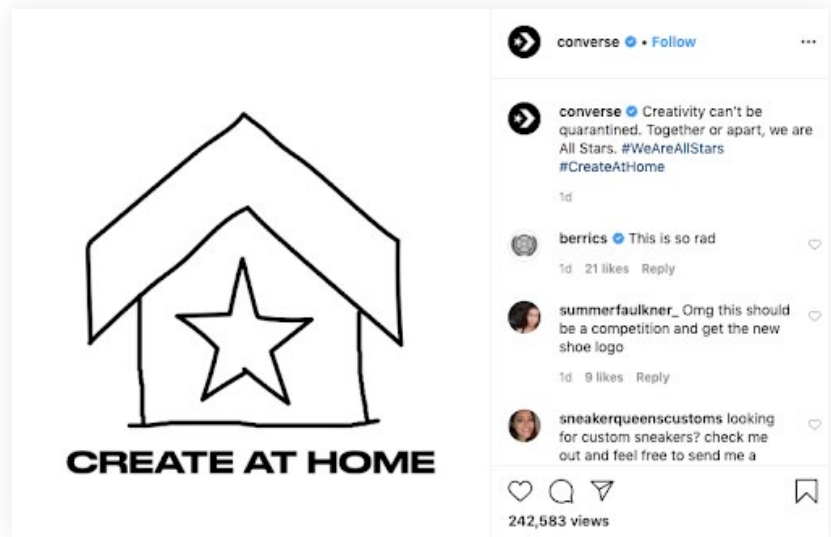 CREATE AT HOME
converse • Follow
converse Creativity can't be
quarantined. Together or apart, we are
All Stars. #WeAreAllStars
#CreateAtHome
1d
berrics This is so rad
1d 21 likes Reply
summerfaulkner_ Omg this should
be a competition and get the new
shoe logo
1d 9 likes Reply
sneakerqueenscustoms looking
for custom sneakers? check me
out and feel free to send me a
242,583 views